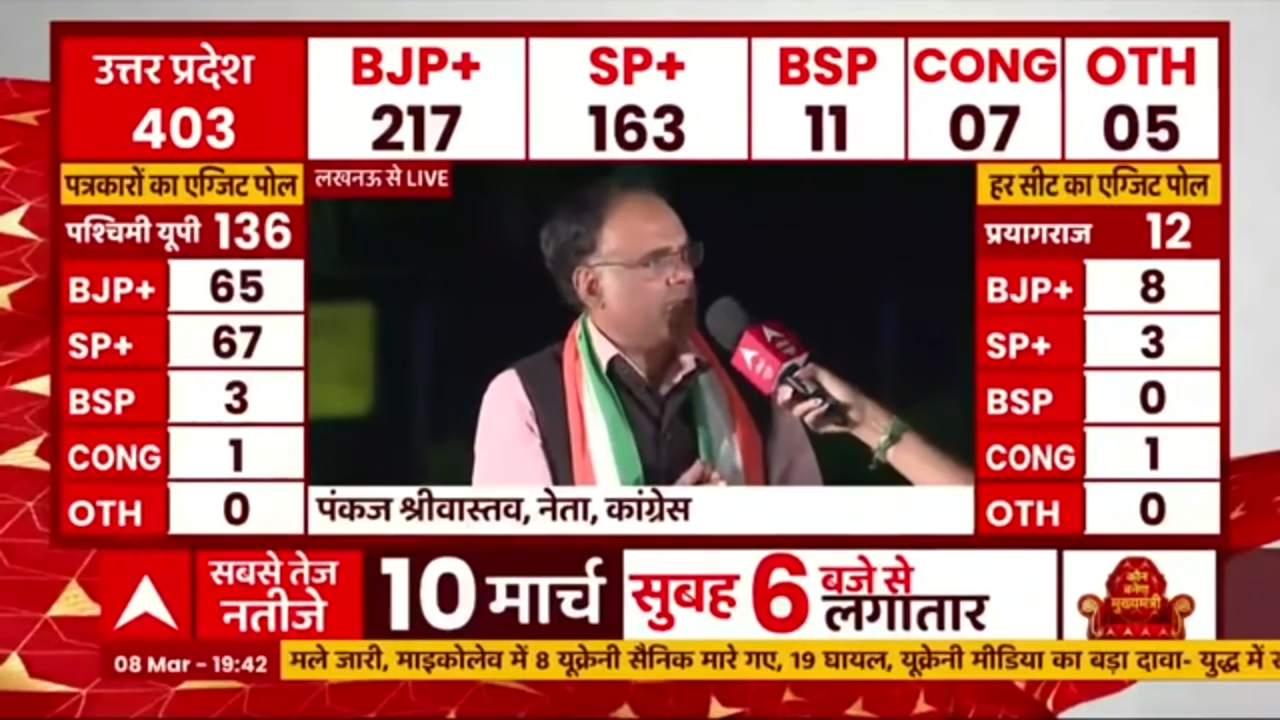 उत्तर प्रदेश
403
BJP+
217
SP+
163
BSP
11
CONG
07
OTH
05
पत्रकारों का एग्जिट पोल
पश्चिमी यूपी 136
BJP+ 65
SP+ 67
BSP 3
CONG 1
OTH 0
लखनऊ से LIVE
हर सीट का एग्जिट पोल
प्रयागराज 12
BJP+ 8
SP+ 3
BSP 0
CONG 1
OTH 0
पंकज श्रीवास्तव, नेता, कांग्रेस
सबसे तेज
नतीजे
10 मार्च
सुबह 6 बजे से
लगातार
कौन
बनेगा
मुख्यमंत्री
08 Mar - 19:42
मले जारी, माइकोलेव में 8 यूक्रेनी सैनिक मारे गए, 19 घायल, यूक्रेनी मीडिया का बड़ा दावा- युद्ध में